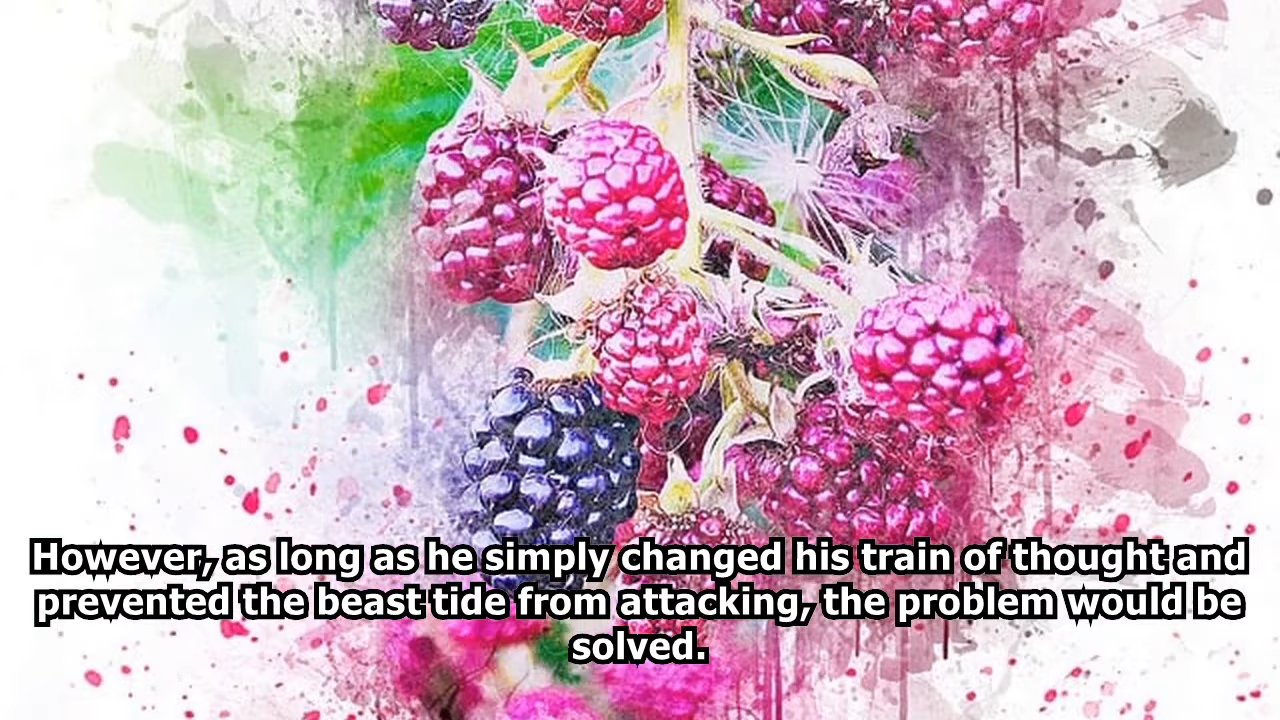 However, as long as he simply changed his train of thought and
prevented the beast tide from attacking, the problem would be
solved.